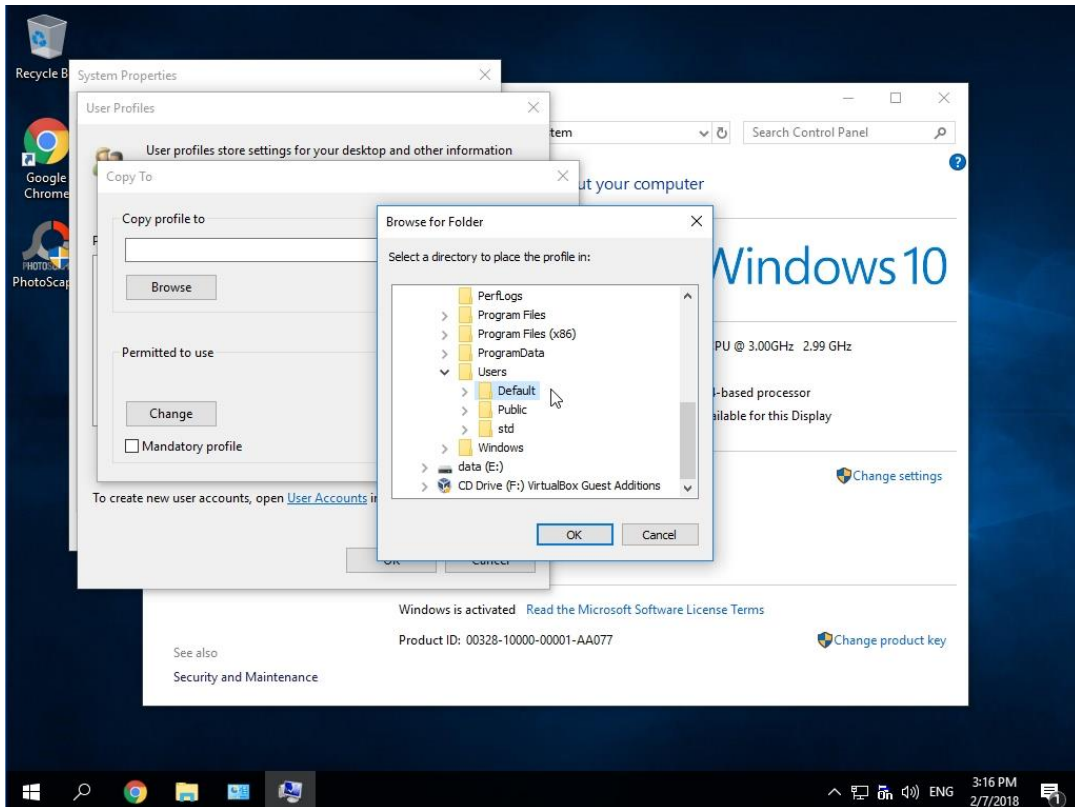 Recycle B
Google
Chrome
PhotoScap
System Properties
User Profiles
User profiles store settings for your desktop and other information
Copy To
Copy profile to
Browse
Permitted to use
Change
Mandatory profile
To create new user accounts, open User Accounts in
Browse for Folder
Select a directory to place the profile in:
PerfLogs
Program Files
Program Files (x86)
ProgramData
Users
Default
Public
std
Windows
data (E:)
CD Drive (F:) VirtualBox Guest Additions
OK
Cancel
OK
Cancel
tem
Search Control Panel
ut your computer
Windows 10
PU @ 3.00GHz 2.99 GHz
-based processor
ailable for this Display
Change settings
Windows is activated Read the Microsoft Software License Terms
Product ID: 00328-10000-00001-AA077
Change product key
See also
Security and Maintenance
ENG
3:16 PM
2/7/2018
1